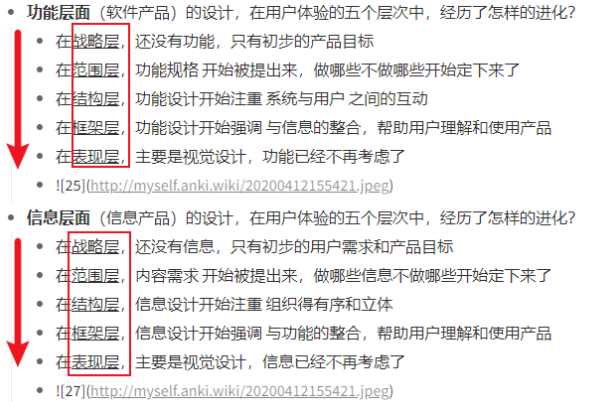 功能层面（软件产品）的设计，在用户体验的五个层次中，经历了怎样的进化？
在战略层，还没有功能，只有初步的产品目标
在范围层，功能规格 开始被提出来，做哪些不做哪些开始定下来了
在结构层，功能设计开始注重 系统与用户 之间的互动
在框架层，功能设计开始强调 与信息的整合，帮助用户理解和使用产品
在表现层，主要是视觉设计，功能已经不再考虑了
![25](http://myself.anki.wiki/20200412155421.jpeg)
信息层面（信息产品）的设计，在用户体验的五个层次中，经历了怎样的进化？
在战略层，还没有信息，只有初步的用户需求和产品目标
在范围层，内容需求 开始被提出来，做哪些信息不做哪些开始定下来了
在结构层，信息设计开始注重 组织得有序和立体
在框架层，信息设计开始强调 与功能的整合，帮助用户理解和使用产品
在表现层，主要是视觉设计，信息已经不再考虑了
![27](http://myself.anki.wiki/20200412155421.jpeg)